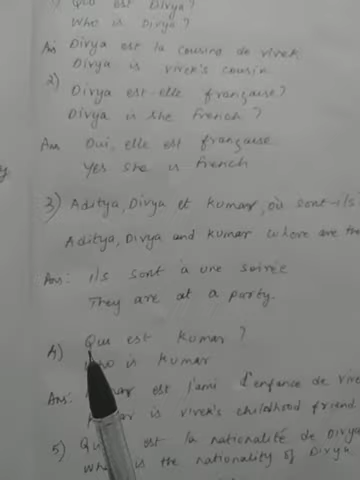 Qui est Divya?
Who is Divya?
Ans Divya est la cousine de vivek
Divya is vivek's cousin
2) Divya est-elle française?
Divya is she French?
Ans Oui, elle est française
Yes she is French
3) Aditya, Divya et Kumar, où sont-ils
Aditya, Divya and Kumar where are
Ans: ils sont à une soirée
They are at a party.
4) Qui est Kumar?
is Kumar
Ans: est l'ami d'enfance de
is vivek's childhood friend.
5) est la nationalité de Divya
is the nationality of Divya